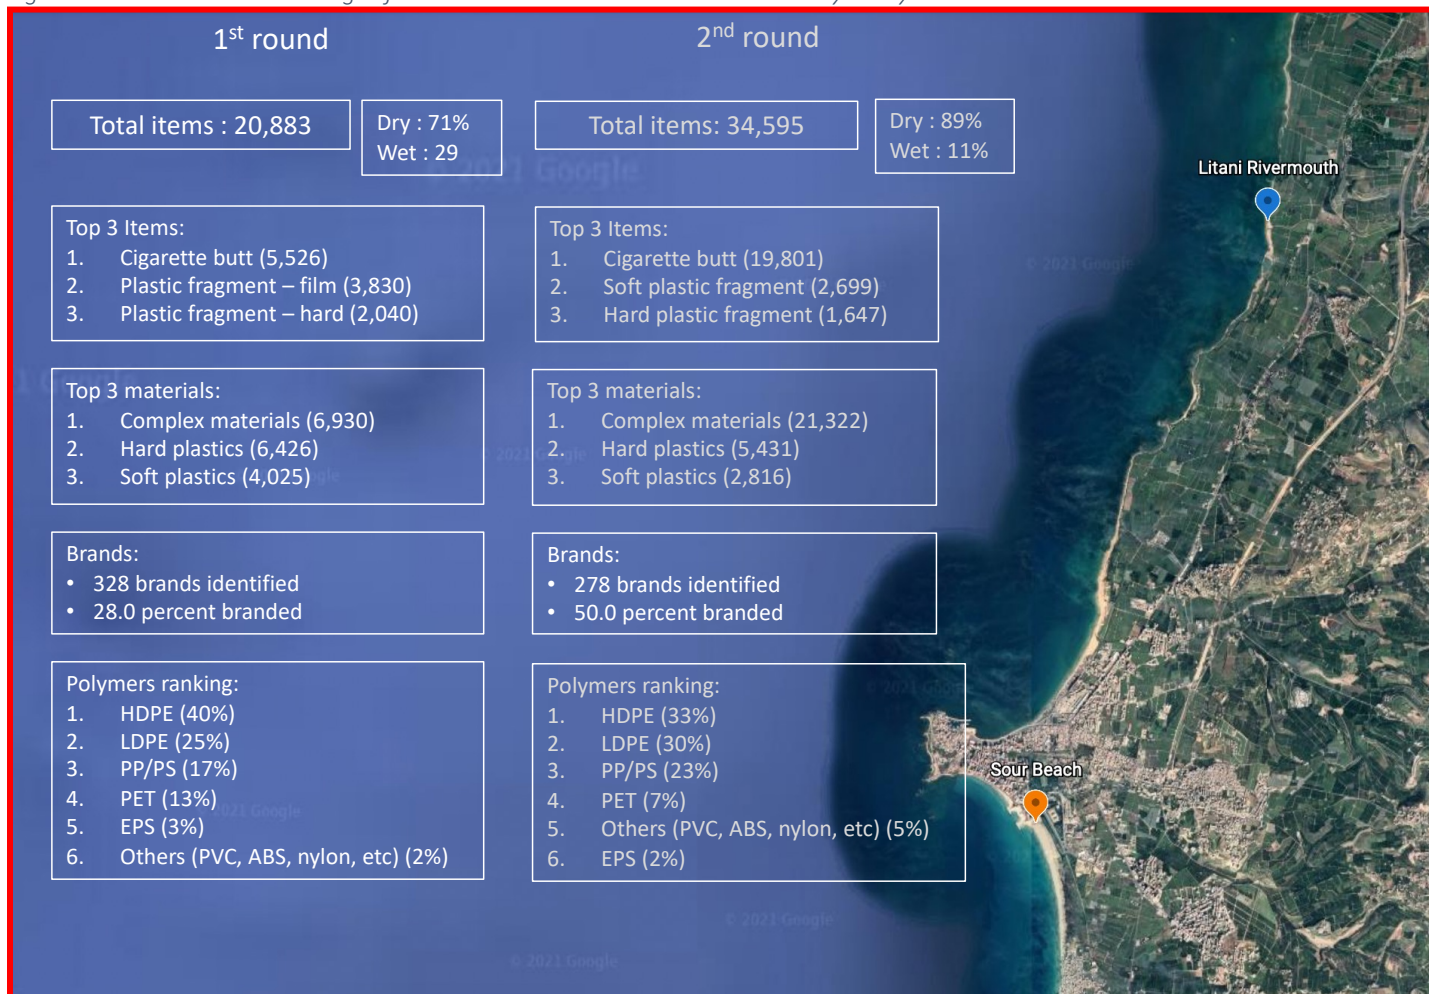 1st round
Total items : 20,883
Dry : 71%
Wet : 29
Top 3 Items:
1. Cigarette butt (5,526)
2. Plastic fragment – film (3,830)
3. Plastic fragment – hard (2,040)
Top 3 materials:
1. Complex materials (6,930)
2. Hard plastics (6,426)
3. Soft plastics (4,025)
Brands:
• 328 brands identified
• 28.0 percent branded
Polymers ranking:
1. HDPE (40%)
2. LDPE (25%)
3. PP/PS (17%)
4. PET (13%)
5. EPS (3%)
6. Others (PVC, ABS, nylon, etc) (2%)
2nd round
Total items: 34,595
Dry : 89%
Wet : 11%
Top 3 Items:
1. Cigarette butt (19,801)
2. Soft plastic fragment (2,699)
3. Hard plastic fragment (1,647)
Top 3 materials:
1. Complex materials (21,322)
2. Hard plastics (5,431)
3. Soft plastics (2,816)
Brands:
• 278 brands identified
• 50.0 percent branded
Polymers ranking:
1. HDPE (33%)
2. LDPE (30%)
3. PP/PS (23%)
4. PET (7%)
5. Others (PVC, ABS, nylon, etc) (5%)
6. EPS (2%)
Litani Rivermouth
Sour Beach
© 2021 Google
© 2021 Google
© 2021 Google
© 2021 Google